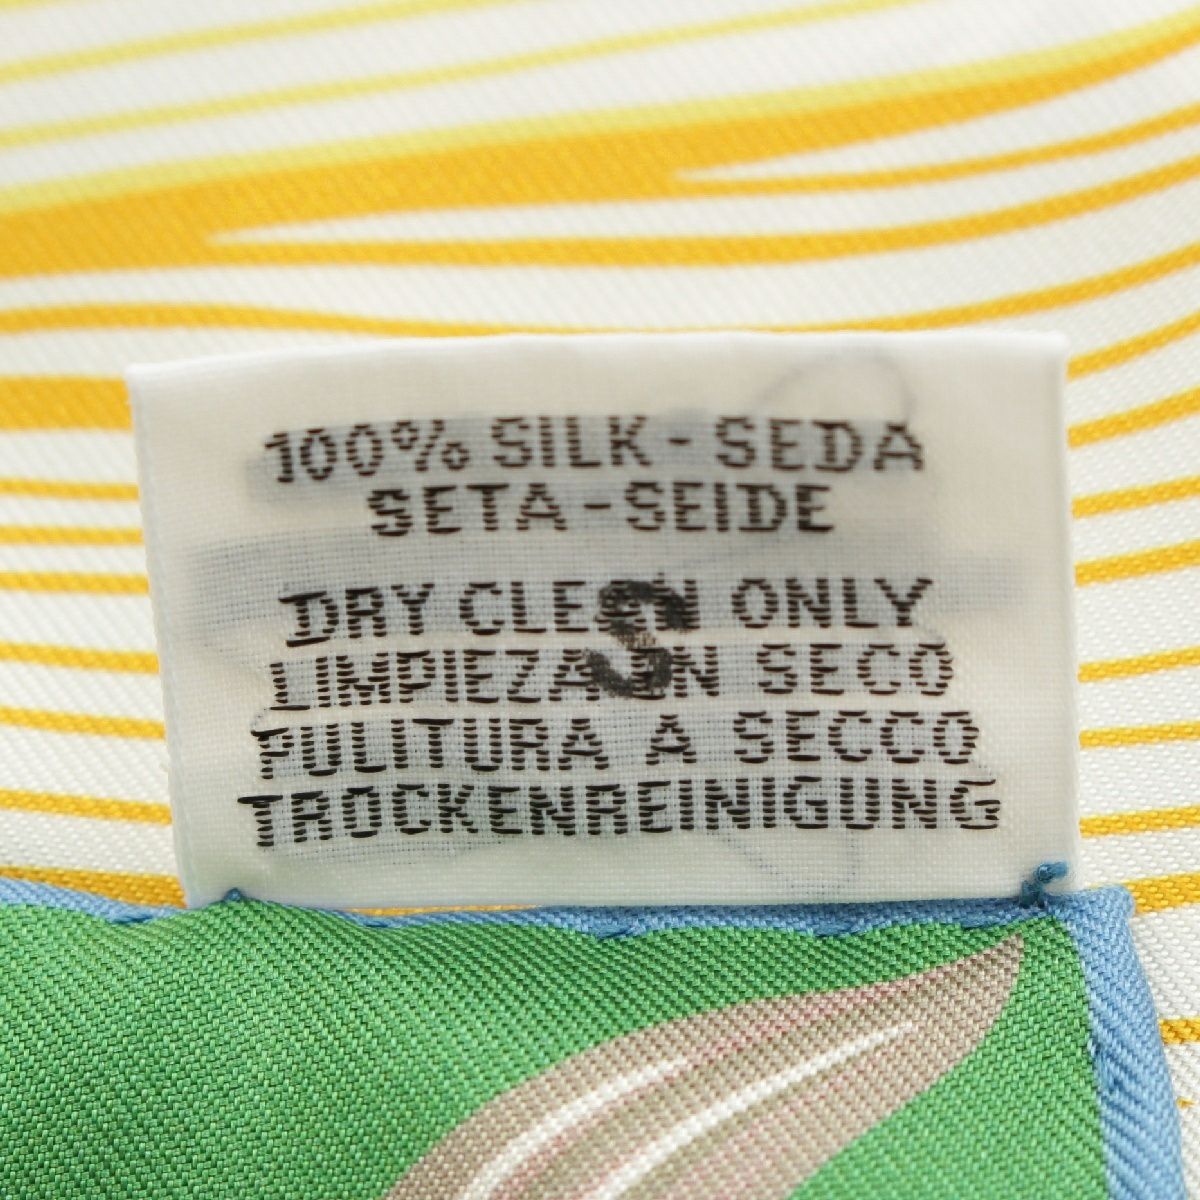 100% SILK - SEDA
SETA - SEIDE
DRY CLEAN ONLY
LIMPIEZA EN SECO
PULITURA A SECCO
TROCKENREINIGUNG
S